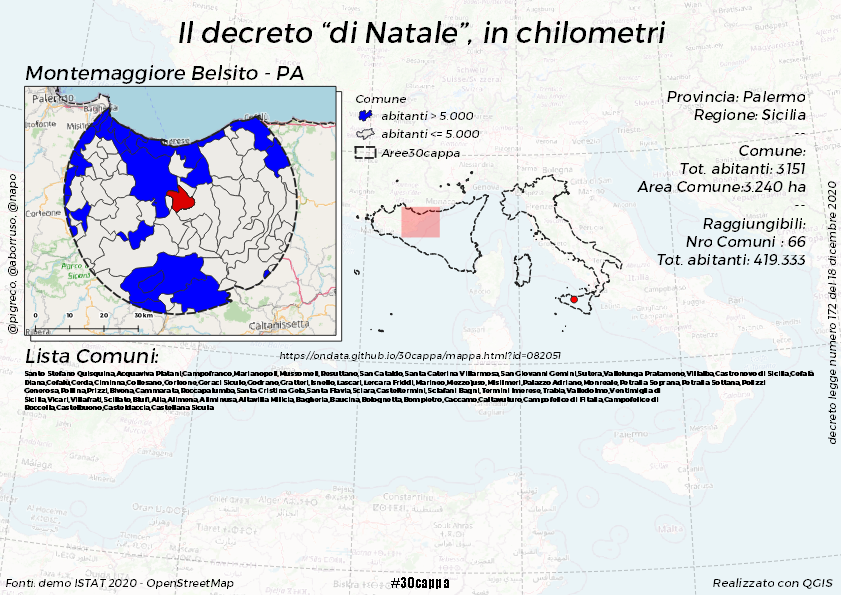 Il decreto “di Natale”, in chilometri
Montemaggiore Belsito - PA
Palermo
Bagheria
Cefalù
Corleone
Caltanissetta
0 10 20 30 km
Comune
abitanti > 5.000
abitanti <= 5.000
Aree30cappa
Provincia: Palermo
Regione: Sicilia
--
Comune:
Tot. abitanti: 3151
Area Comune:3.240 ha
--
Raggiungibili:
Nro Comuni : 66
Tot. abitanti: 419.333
@pigreco, @aborruso, @napo
decreto legge numero 172 del 18 dicembre 2020
Lista Comuni:
https://ondata.github.io/30cappa/mappa.html?id=082051
Santo Stefano Quisquina,Acquaviva Platani,Campofranco,Marianopoli,Mussomeli,Resuttano,San Cataldo,Santa Caterina Villarmosa,San Giovanni Gemini,Sutera,Vallelunga Pratameno,Villalba,Castronovo di Sicilia,Cefalà
Diana,Cefalù,Cerda,Ciminna,Collesano,Corleone,Geraci Siculo,Godrano,Gratteri,Isnello,Lascari,Lercara Friddi,Marineo,Mezzojuso,Misilmeri,Palazzo Adriano,Monreale,Petralia Soprana,Petralia Sottana,Polizzi
Generosa,Pollina,Prizzi,Bivona,Cammarata,Roccapalumba,Santa Cristina Gela,Santa Flavia,Sciara,Casteltermini,Sclafani Bagni,Termini Imerese,Trabia,Valledolmo,Ventimiglia di
Sicilia,Vicari,Villafrati,Scillato,Blufi,Alia,Alimena,Aliminusa,Altavilla Milicia,Bagheria,Baucina,Bolognetta,Bompietro,Caccamo,Caltavuturo,Campofelice di Fitalia,Campofelice di
Roccella,Castelbuono,Casteldaccia,Castellana Sicula
Fonti: demo ISTAT 2020 - OpenStreetMap
#30cappa
Realizzato con QGIS